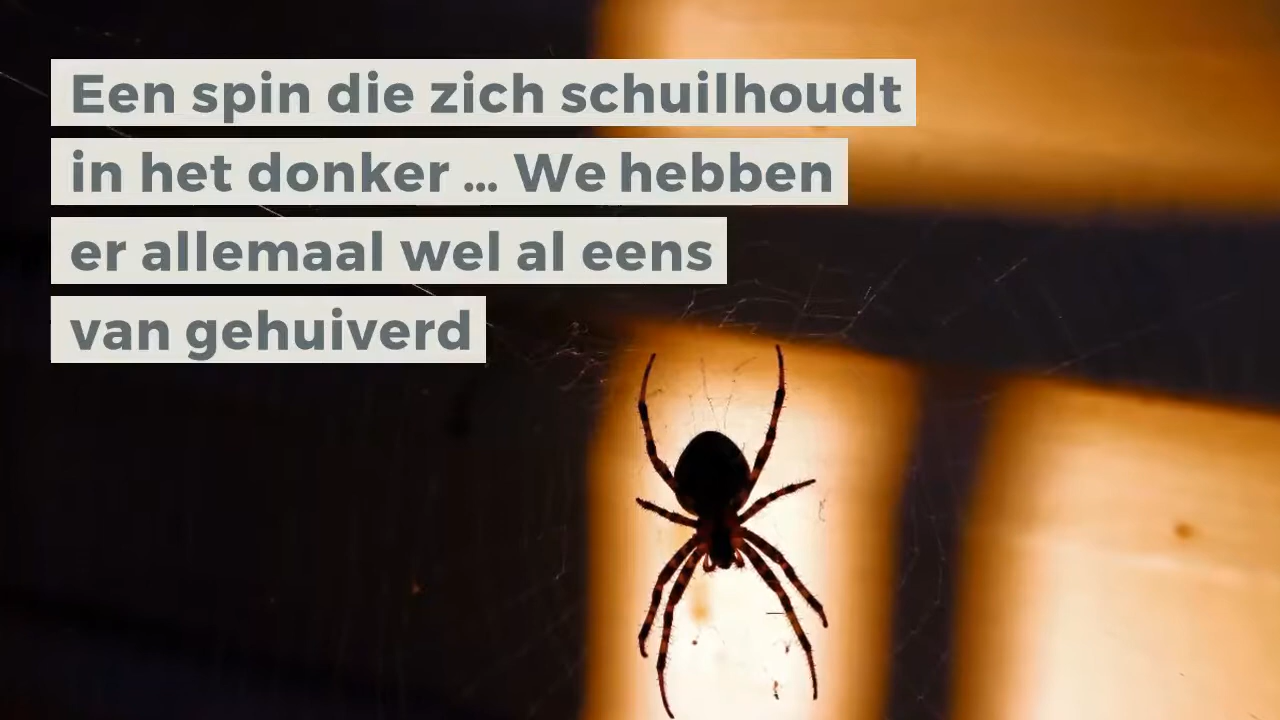 Een spin die zich schuilhoudt
in het donker ... We hebben
er allemaal wel al eens
van gehuiverd